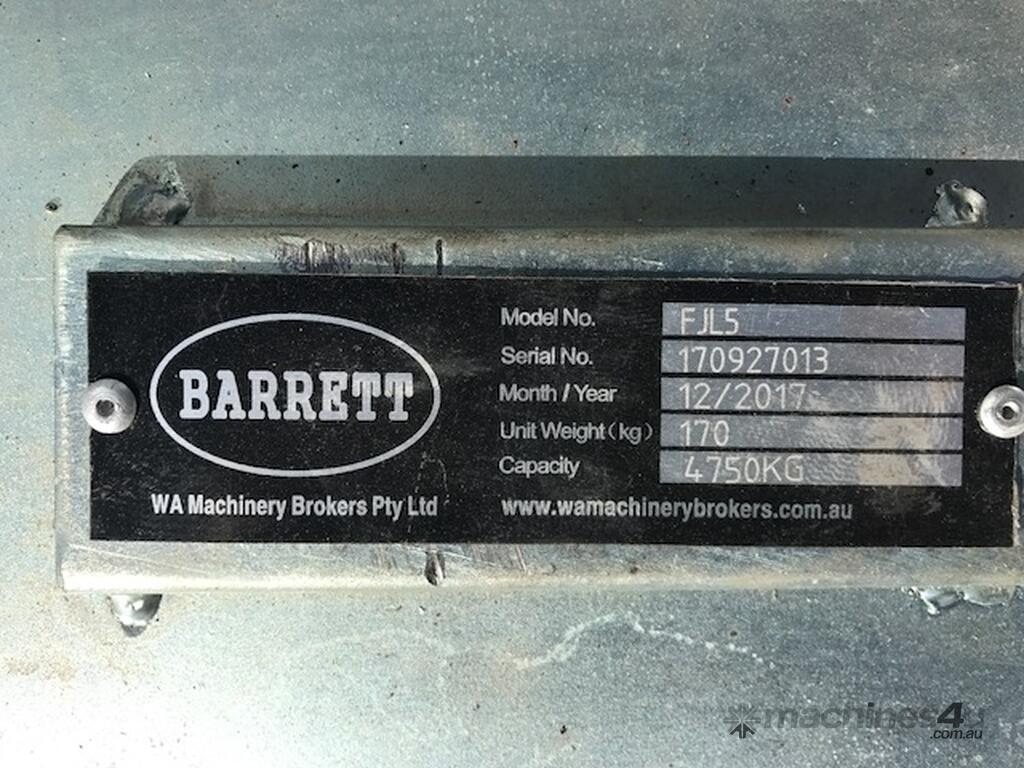 BARRETT
WA Machinery Brokers Pty Ltd
Model No. FJL5
Serial No. 170927013
Month / Year 12/2017
Unit Weight (kg) 170
Capacity 4750KG
www.wamachinerybrokers.com.au
machines4u
.com.au